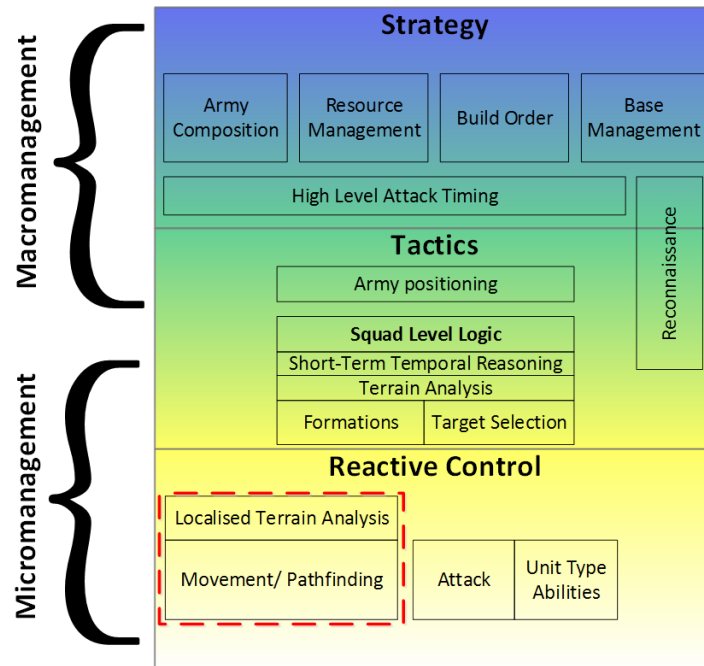 Macromanagement
Strategy
Army
Composition
Resource
Management
Build Order
Base
Management
High Level Attack Timing
Reconnaissance
Tactics
Army positioning
Micromanagement
Squad Level Logic
Short-Term Temporal Reasoning
Terrain Analysis
Formations
Target Selection
Reactive Control
Localised Terrain Analysis
Movement/ Pathfinding
Attack
Unit Type
Abilities